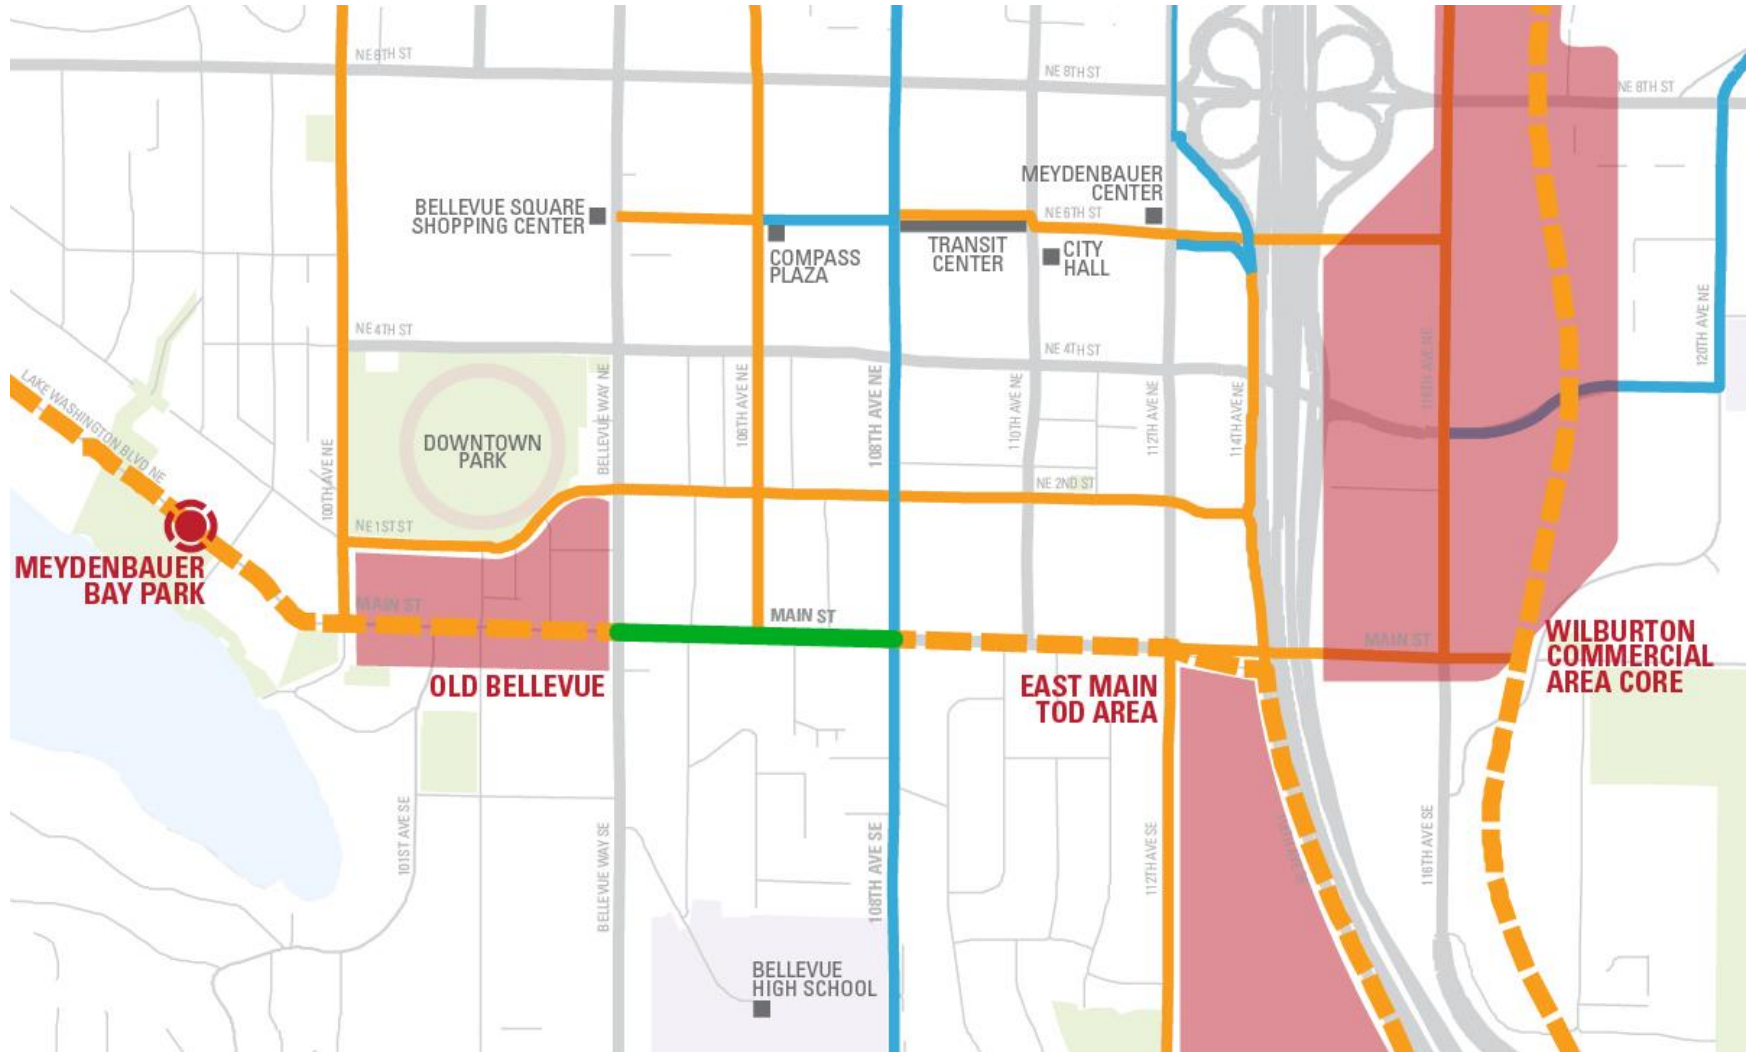 NE 8TH ST
NE 8TH ST
NE 8TH ST
MEYDENBAUER
CENTER
BELLEVUE SQUARE
SHOPPING CENTER
NE 6TH ST
COMPASS
PLAZA
TRANSIT
CENTER
CITY
HALL
NE 4TH ST
NE 4TH ST
LAKE WASHINGTON BLVD NE
100TH AVE NE
DOWNTOWN
PARK
BELLEVUE WAY NE
106TH AVE NE
108TH AVE NE
110TH AVE NE
112TH AVE NE
114TH AVE NE
116TH AVE NE
120TH AVE NE
NE 2ND ST
NE 1ST ST
MEYDENBAUER
BAY PARK
MAIN ST
MAIN ST
MAIN ST
OLD BELLEVUE
EAST MAIN
TOD AREA
WILBURTON
COMMERCIAL
AREA CORE
101ST AVE SE
BELLEVUE WAY SE
108TH AVE SE
112TH AVE SE
116TH AVE SE
BELLEVUE
HIGH SCHOOL